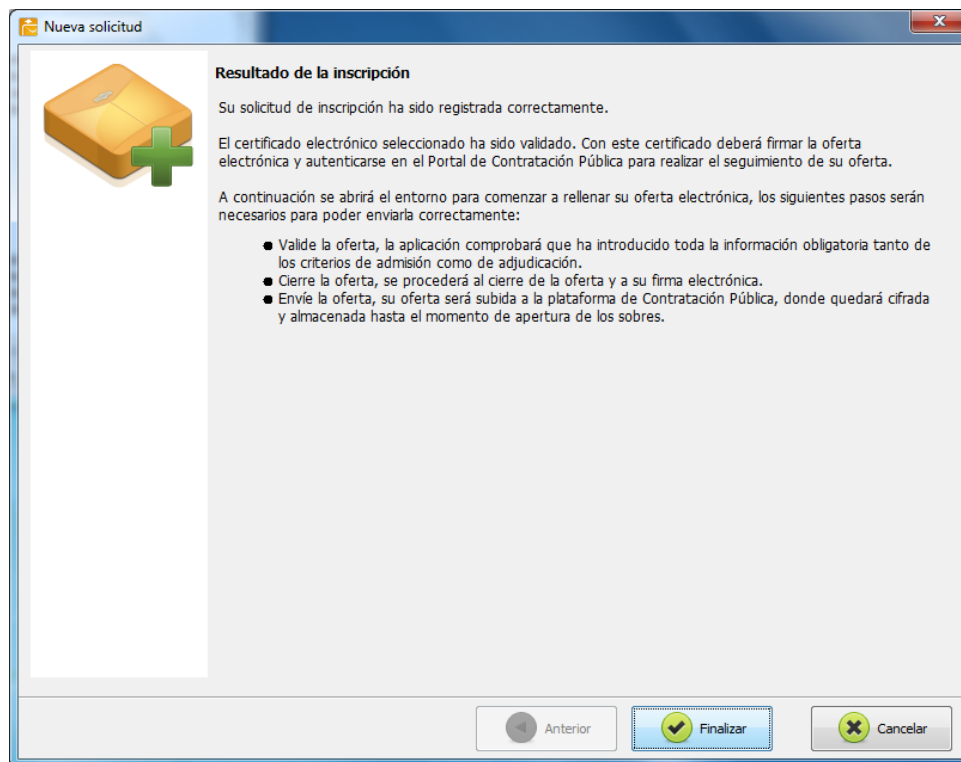 Nueva solicitud
Resultado de la inscripción
Su solicitud de inscripción ha sido registrada correctamente.
El certificado electrónico seleccionado ha sido validado. Con este certificado deberá firmar la oferta
electrónica y autenticarse en el Portal de Contratación Pública para realizar el seguimiento de su oferta.
A continuación se abrirá el entorno para comenzar a rellenar su oferta electrónica, los siguientes pasos serán
necesarios para poder enviarla correctamente:
● Valide la oferta, la aplicación comprobará que ha introducido toda la información obligatoria tanto de
los criterios de admisión como de adjudicación.
● Cierre la oferta, se procederá al cierre de la oferta y a su firma electrónica.
● Envíe la oferta, su oferta será subida a la plataforma de Contratación Pública, donde quedará cifrada
y almacenada hasta el momento de apertura de los sobres.
Anterior
Finalizar
Cancelar